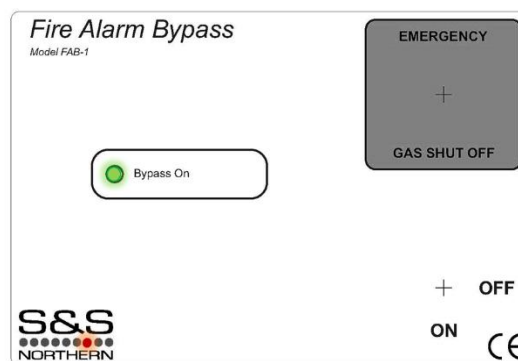 Fire Alarm Bypass
Model FAB-1
EMERGENCY
GAS SHUT OFF
Bypass On
OFF
ON
S&S
NORTHERN
CE